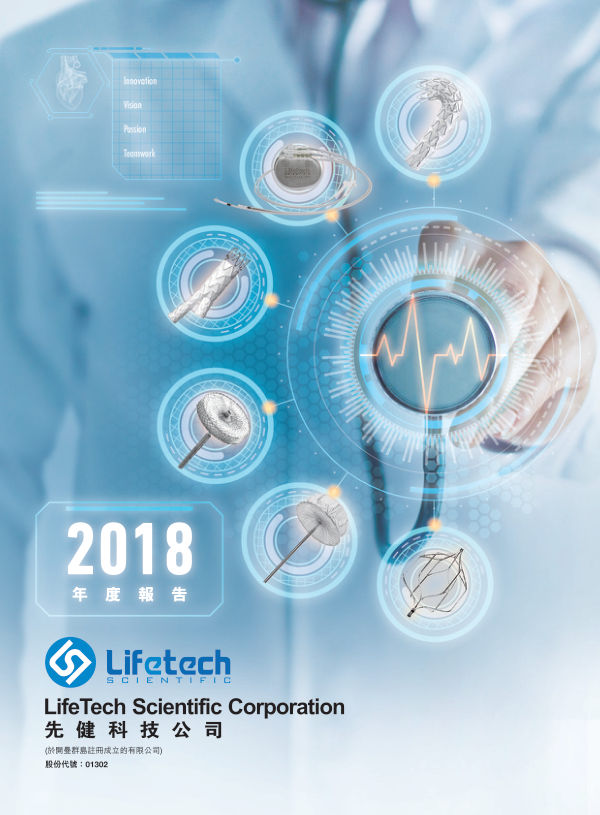 Innovation
Vision
Passion
Teamwork
Lifetech
2018
年度報告
Lifetech
SCIENTIFIC
LifeTech Scientific Corporation
先健科技公司
(於開曼群島註冊成立的有限公司)
股份代號：01302